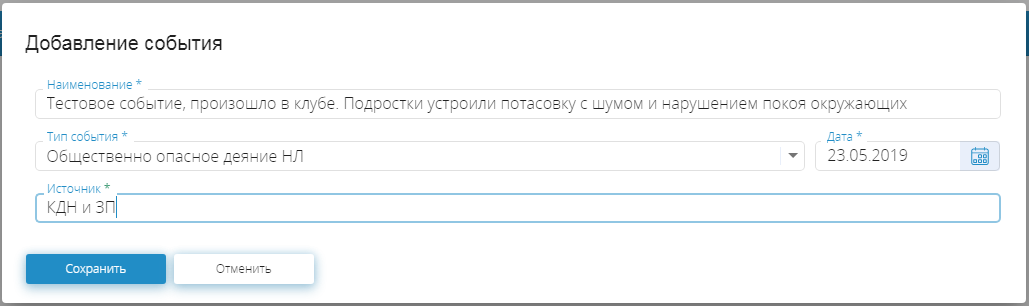 Добавление события
Наименование *
Тестовое событие, произошло в клубе. Подростки устроили потасовку с шумом и нарушением покоя окружающих
Тип события * Дата *
Общественно опасное деяние НЛ 23.05.2019
Источник *
КДН и ЗП
Сохранить Отменить